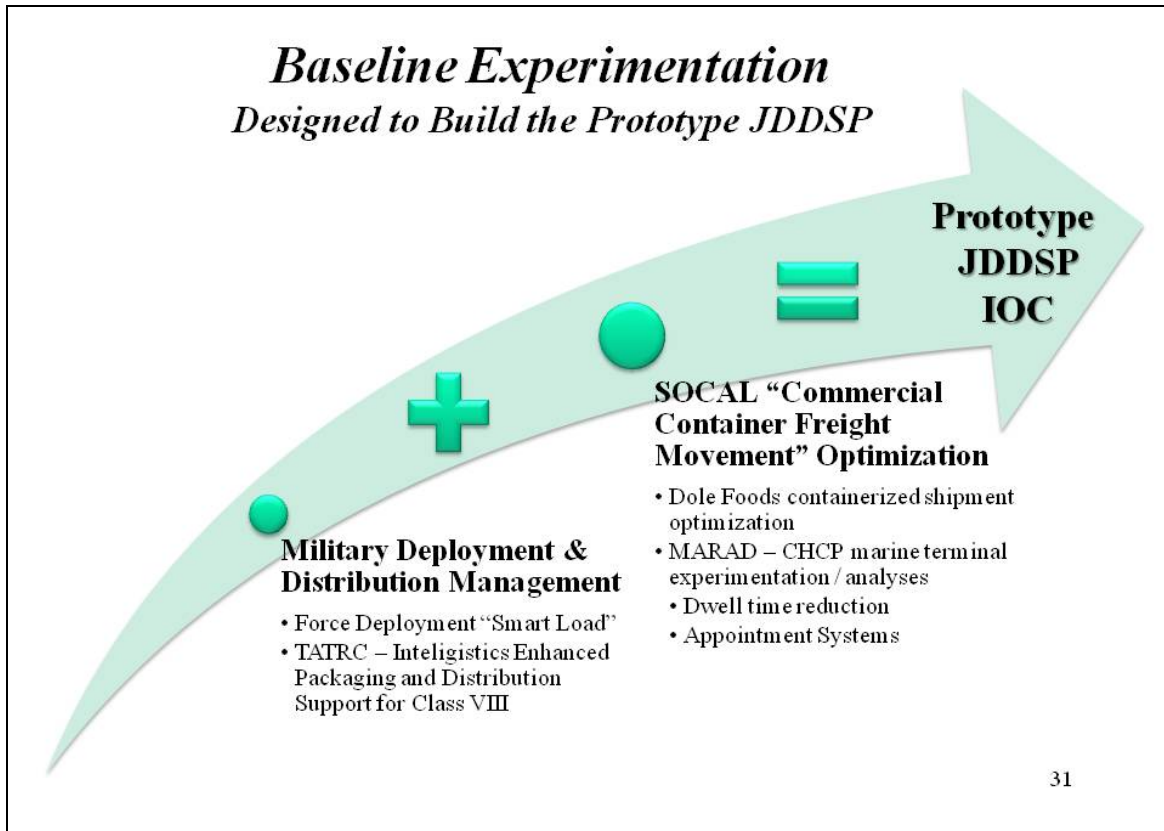 Baseline Experimentation
Designed to Build the Prototype JDDSP
Prototype
JDDSP
IOC
SOCAL “Commercial
Container Freight
Movement” Optimization
• Dole Foods containerized shipment
optimization
• MARAD – CHCP marine terminal
experimentation / analyses
• Dwell time reduction
• Appointment Systems
Military Deployment &
Distribution Management
• Force Deployment “Smart Load”
• TATRC – Inteligistics Enhanced
Packaging and Distribution
Support for Class VIII
31